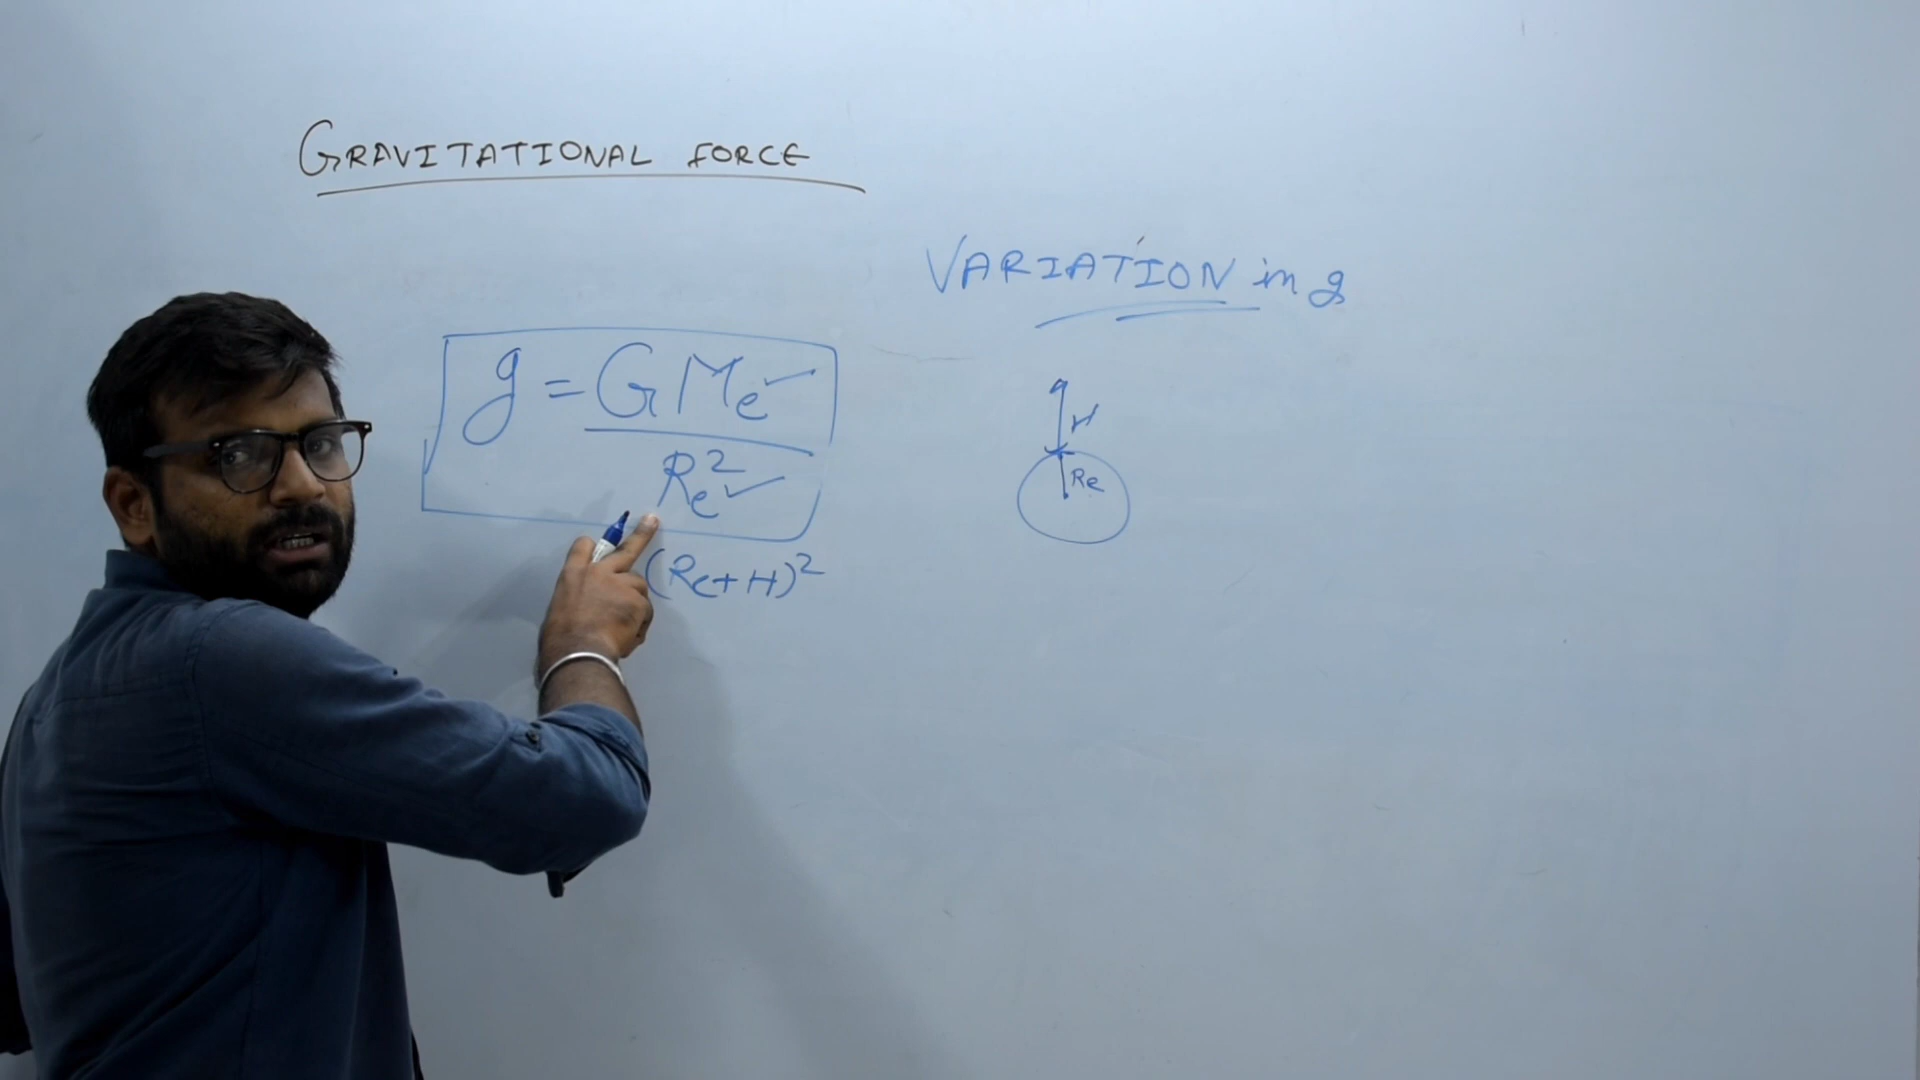 GRAVITATIONAL FORCE
VARIATION in g
g = GMe
Re²
(Re+H)²
H
Re